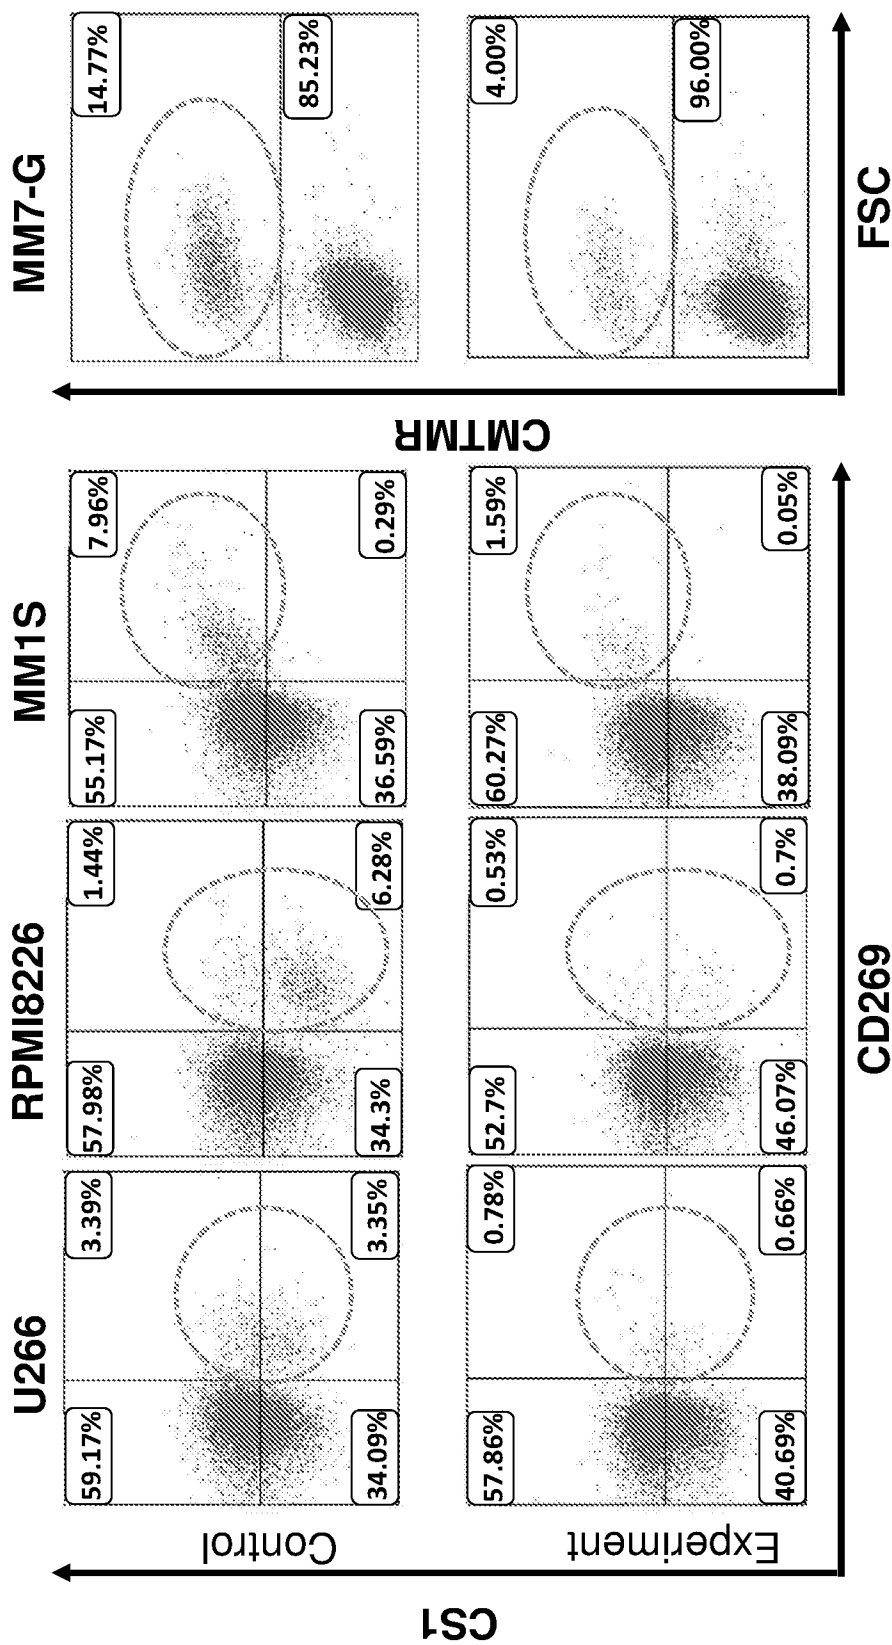 U266
RPMI8226
MM1S
MM7-G
Control
59.17%
3.39%
34.09%
3.35%
57.98%
1.44%
34.3%
6.28%
55.17%
7.96%
36.59%
0.29%
14.77%
85.23%
Experiment
57.86%
0.78%
40.69%
0.66%
52.7%
0.53%
46.07%
0.7%
60.27%
1.59%
38.09%
0.05%
4.00%
96.00%
CS1
CD269
CMTMR
FSC